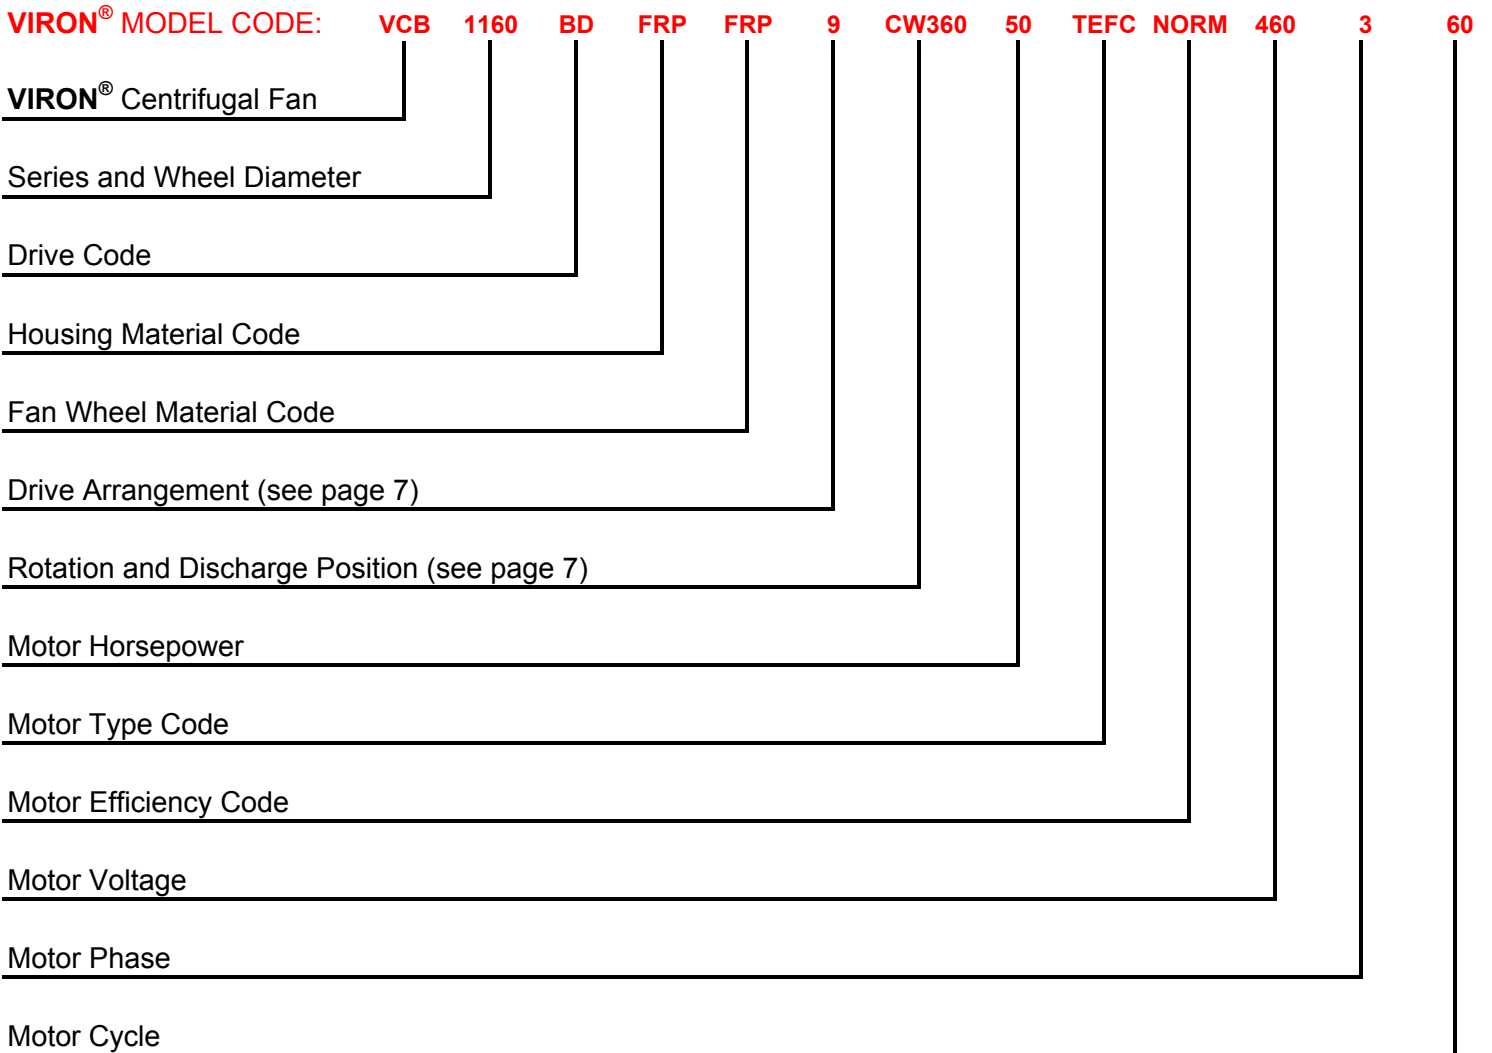 VIRON® MODEL CODE: VCB 1160 BD FRP FRP 9 CW360 50 TEFC NORM 460 3 60
VIRON® Centrifugal Fan
Series and Wheel Diameter
Drive Code
Housing Material Code
Fan Wheel Material Code
Drive Arrangement (see page 7)
Rotation and Discharge Position (see page 7)
Motor Horsepower
Motor Type Code
Motor Efficiency Code
Motor Voltage
Motor Phase
Motor Cycle